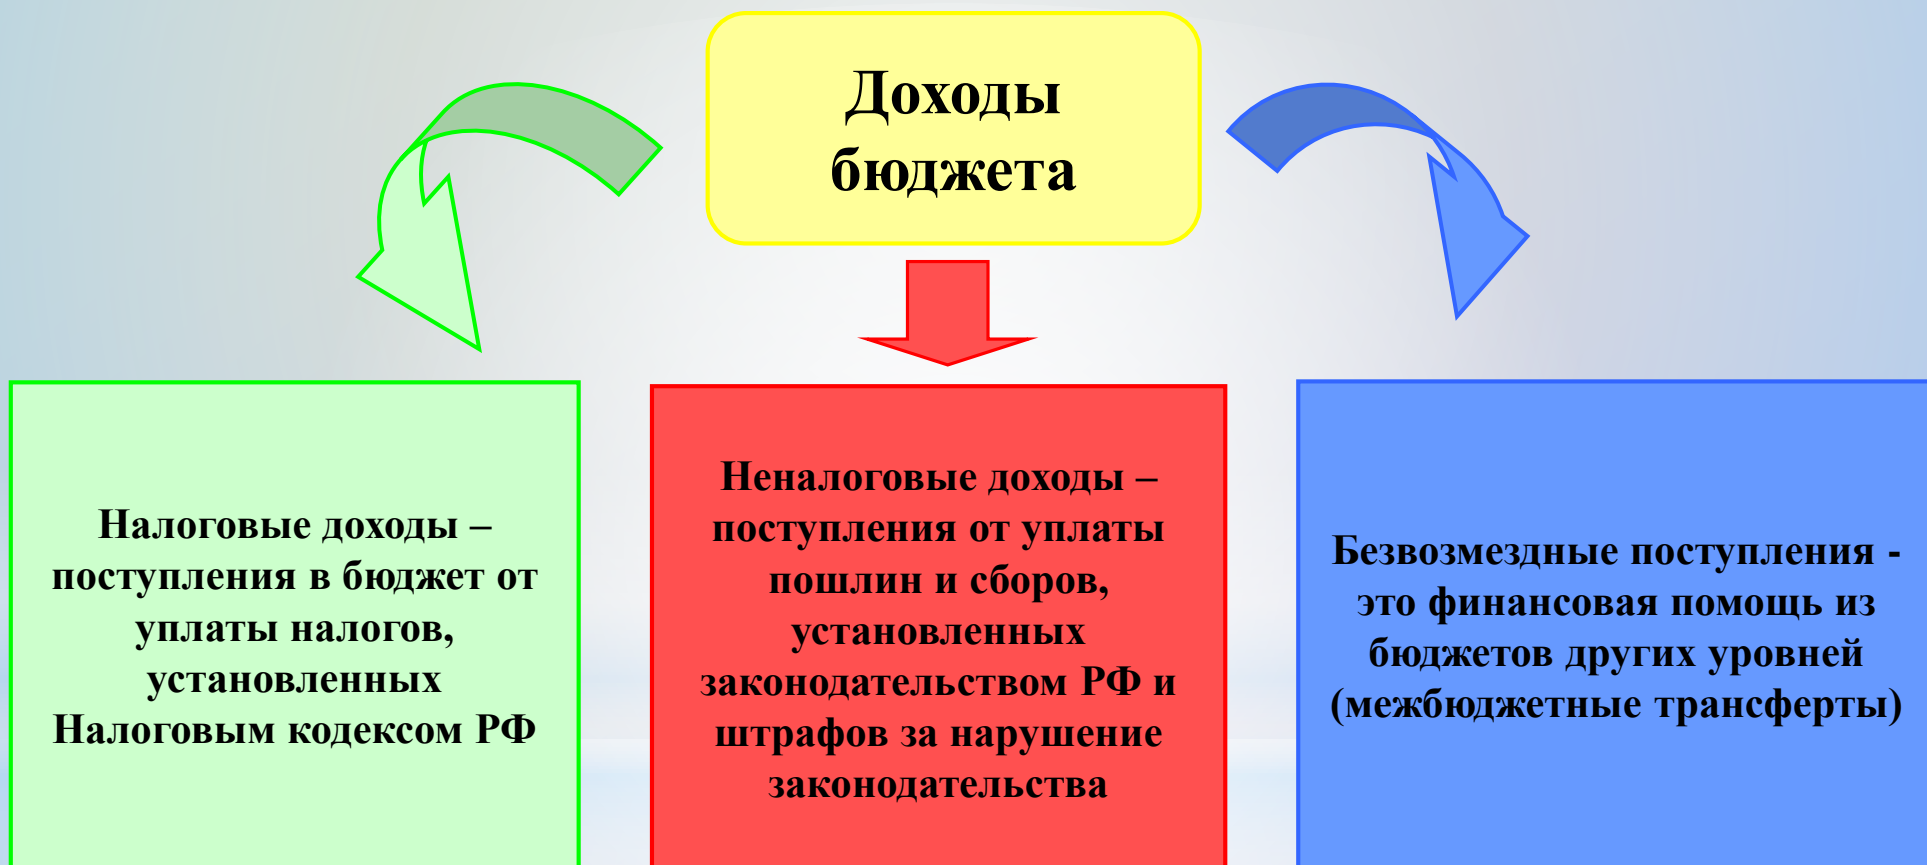 Доходы
бюджета
Налоговые доходы –
поступления в бюджет от
уплаты налогов,
установленных
Налоговым кодексом РФ
Неналоговые доходы –
поступления от уплаты
пошлин и сборов,
установленных
законодательством РФ и
штрафов за нарушение
законодательства
Безвозмездные поступления -
это финансовая помощь из
бюджетов других уровней
(межбюджетные трансферты)